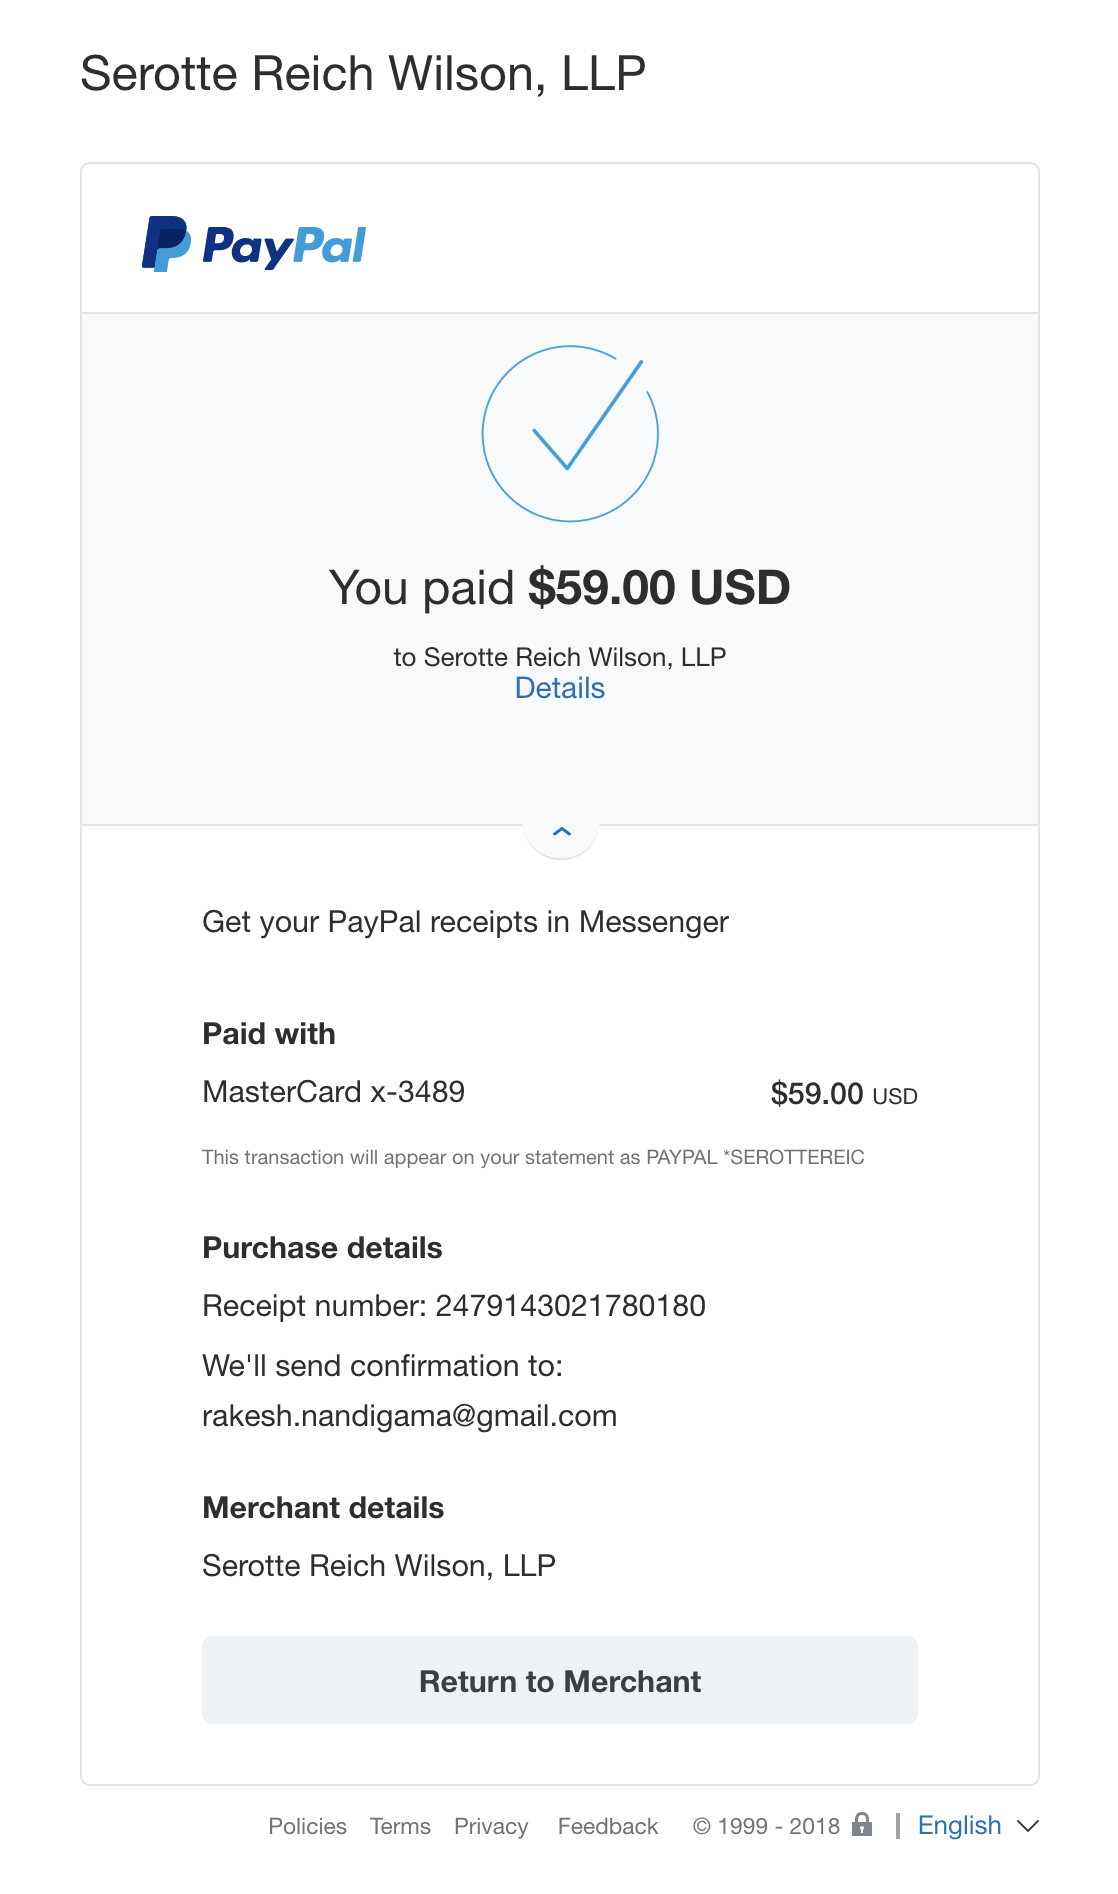 Serotte Reich Wilson, LLP
PayPal
You paid $59.00 USD
to Serotte Reich Wilson, LLP
Details
Get your PayPal receipts in Messenger
Paid with
MasterCard x-3489 $59.00 USD
This transaction will appear on your statement as PAYPAL *SEROTTEREIC
Purchase details
Receipt number: 2479143021780180
We'll send confirmation to:
rakesh.nandigama@gmail.com
Merchant details
Serotte Reich Wilson, LLP
Return to Merchant
Policies Terms Privacy Feedback © 1999 - 2018 | English